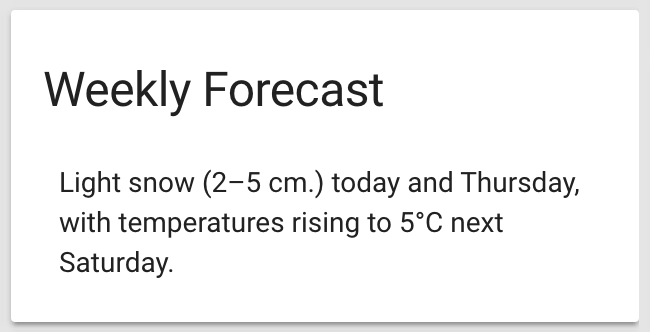 Weekly Forecast
Light snow (2–5 cm.) today and Thursday,
with temperatures rising to 5°C next
Saturday.